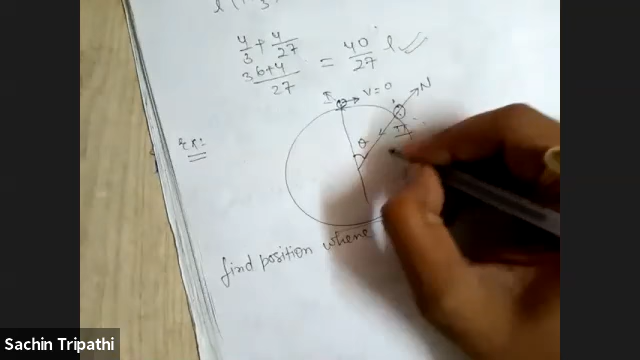 4/3 + 4/27
36+4/27 = 40/27 l
I V=0 N
Ex:
θ II
find position where
Sachin Tripathi